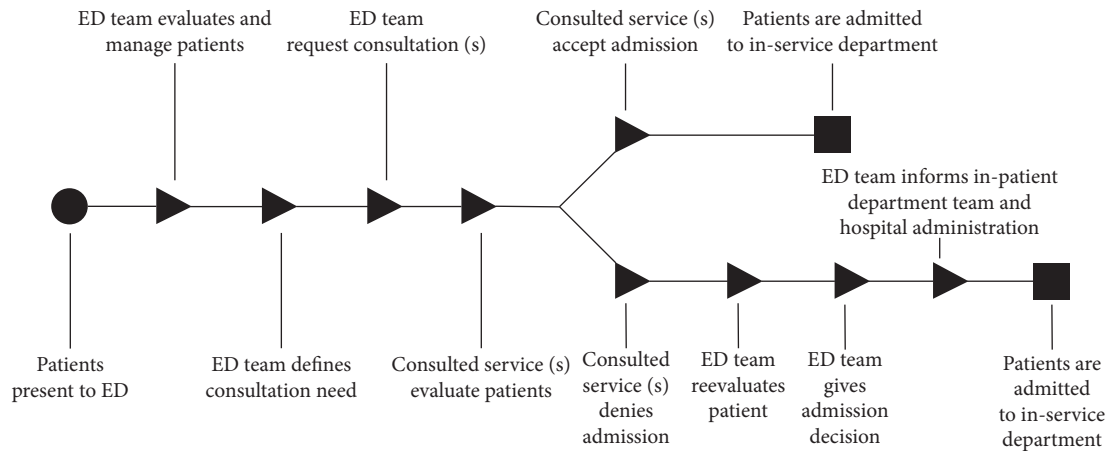 ED team evaluates and
manage patients
ED team
request consultation (s)
Consulted service (s)
accept admission
Patients are admitted
to in-service department
ED team informs in-patient
department team and
hospital administration
Patients
present to ED
ED team defines
consultation need
Consulted service (s)
evaluate patients
Consulted
service (s)
denies
admission
ED team
reevaluates
patient
ED team
gives
admission
decision
Patients are
admitted
to in-service
department